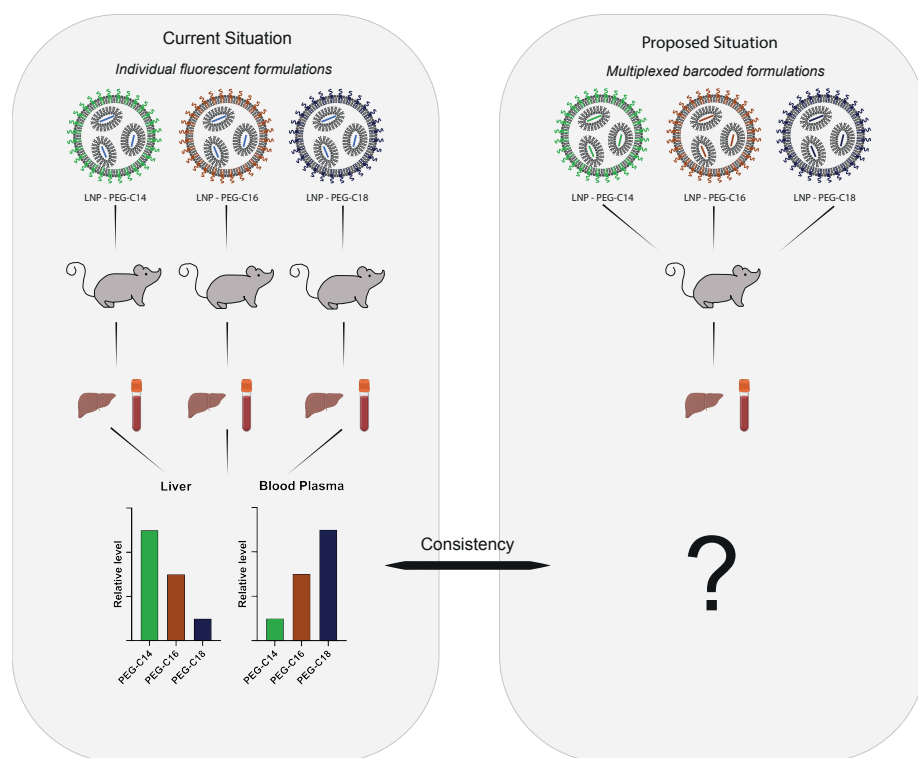 Current Situation
Individual fluorescent formulations
LNP - PEG-C14
LNP - PEG-C16
LNP - PEG-C18
Liver
Blood Plasma
Relative level
PEG-C14
PEG-C16
PEG-C18
Relative level
PEG-C14
PEG-C16
PEG-C18
Consistency
Proposed Situation
Multiplexed barcoded formulations
LNP - PEG-C14
LNP - PEG-C16
LNP - PEG-C18
?